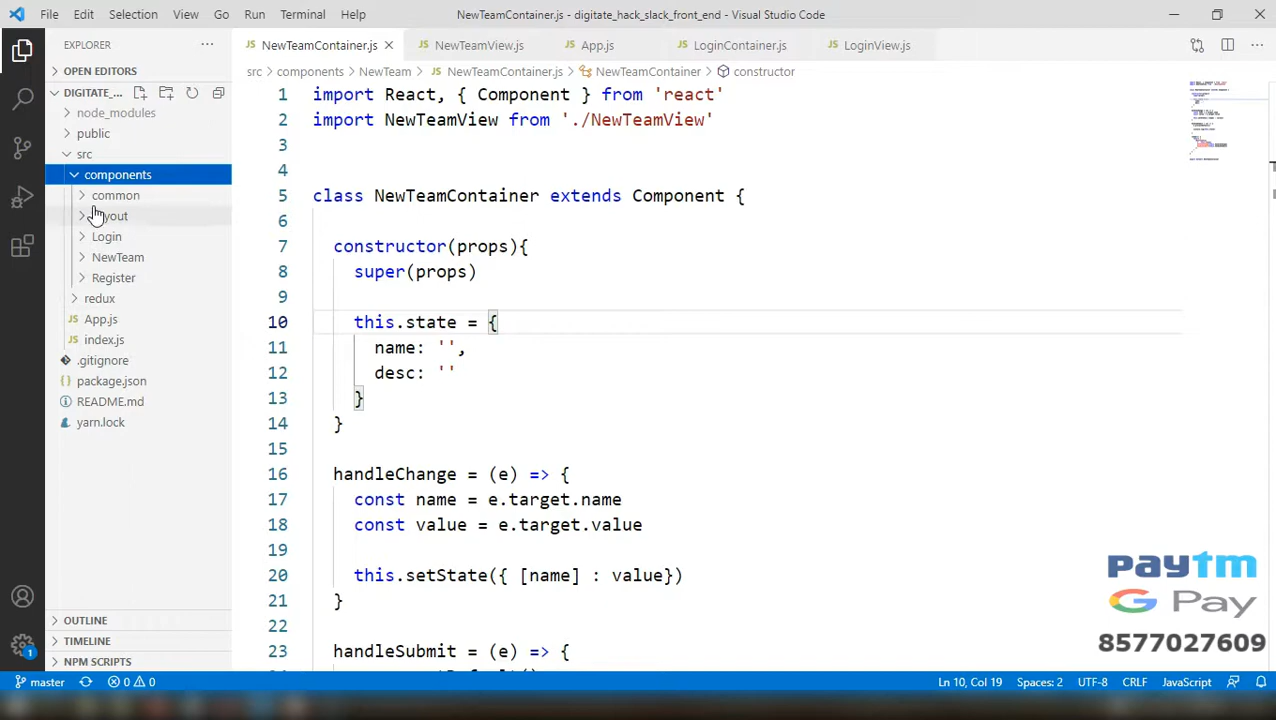 File Edit Selection View Go Run Terminal Help NewTeamContainer.js • digitate_hack_slack_front_end - Visual Studio Code
EXPLORER
NewTeamContainer.js NewTeamView.js App.js LoginContainer.js LoginView.js
OPEN EDITORS
src > components > NewTeam > NewTeamContainer.js > NewTeamContainer > constructor
DIGITATE_...
node_modules
public
src
components
common
Login
NewTeam
Register
redux
App.js
index.js
.gitignore
package.json
README.md
yarn.lock
OUTLINE
TIMELINE
NPM SCRIPTS
1 import React, { Component } from 'react'
2 import NewTeamView from './NewTeamView'
3
4
5 class NewTeamContainer extends Component {
6
7 constructor(props){
8 super(props)
9
10 this.state = {
11 name: '',
12 desc: ''
13 }
14 }
15
16 handleChange = (e) => {
17 const name = e.target.name
18 const value = e.target.value
19
20 this.setState({ [name] : value})
21 }
22
23 handleSubmit = (e) => {
paytm
G Pay
8577027609
master 0 0 Ln 10, Col 19 Spaces: 2 UTF-8 CRLF JavaScript
1